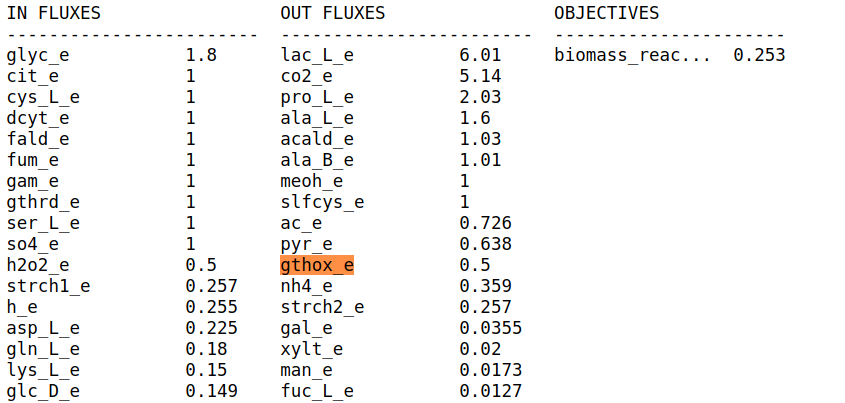 IN FLUXES OUT FLUXES OBJECTIVES
------------------------ ------------------------ ----------------------
glyc_e 1.8 lac_L_e 6.01 biomass_reac... 0.253
cit_e 1 co2_e 5.14
cys_L_e 1 pro_L_e 2.03
dcyt_e 1 ala_L_e 1.6
fald_e 1 acald_e 1.03
fum_e 1 ala_B_e 1.01
gam_e 1 meoh_e 1
gthrd_e 1 slfcys_e 1
ser_L_e 1 ac_e 0.726
so4_e 1 pyr_e 0.638
h2o2_e 0.5 gthox_e 0.5
strch1_e 0.257 nh4_e 0.359
h_e 0.255 strch2_e 0.257
asp_L_e 0.225 gal_e 0.0355
gln_L_e 0.18 xylt_e 0.02
lys_L_e 0.15 man_e 0.0173
glc_D_e 0.149 fuc_L_e 0.0127